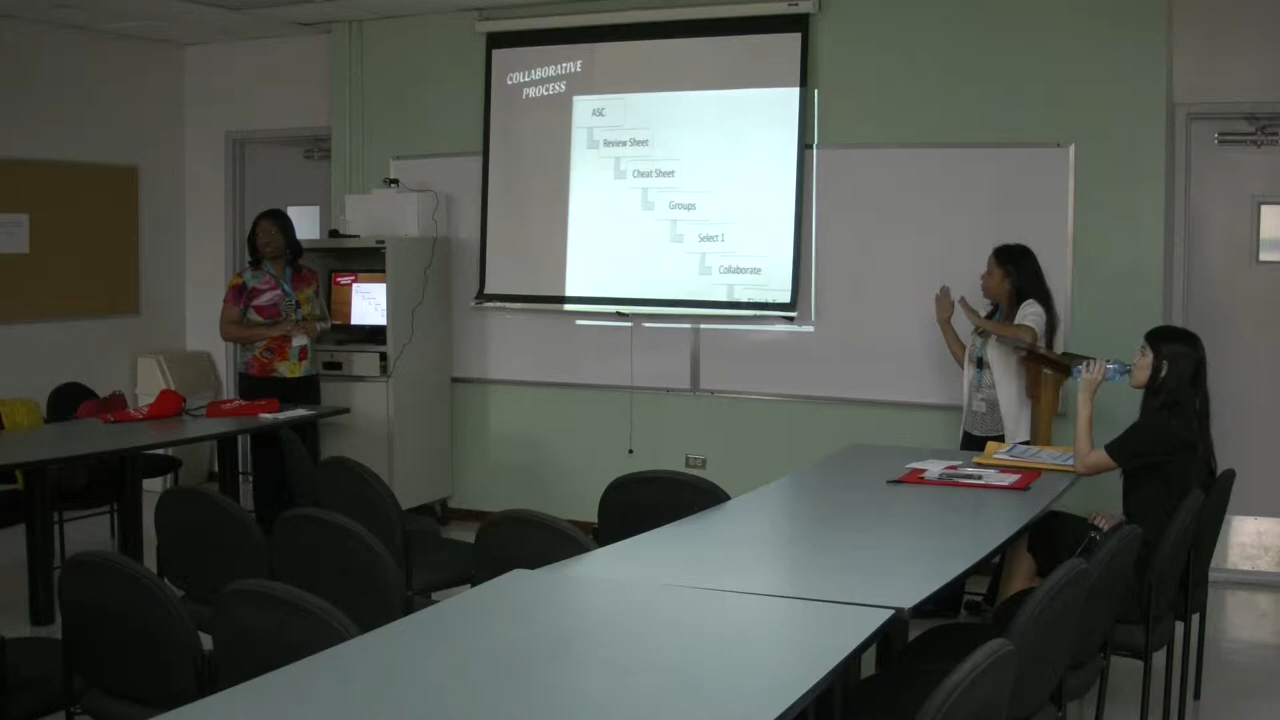 COLLABORATIVE
PROCESS
ASC
Review Sheet
Cheat Sheet
Groups
Select 1
Collaborate